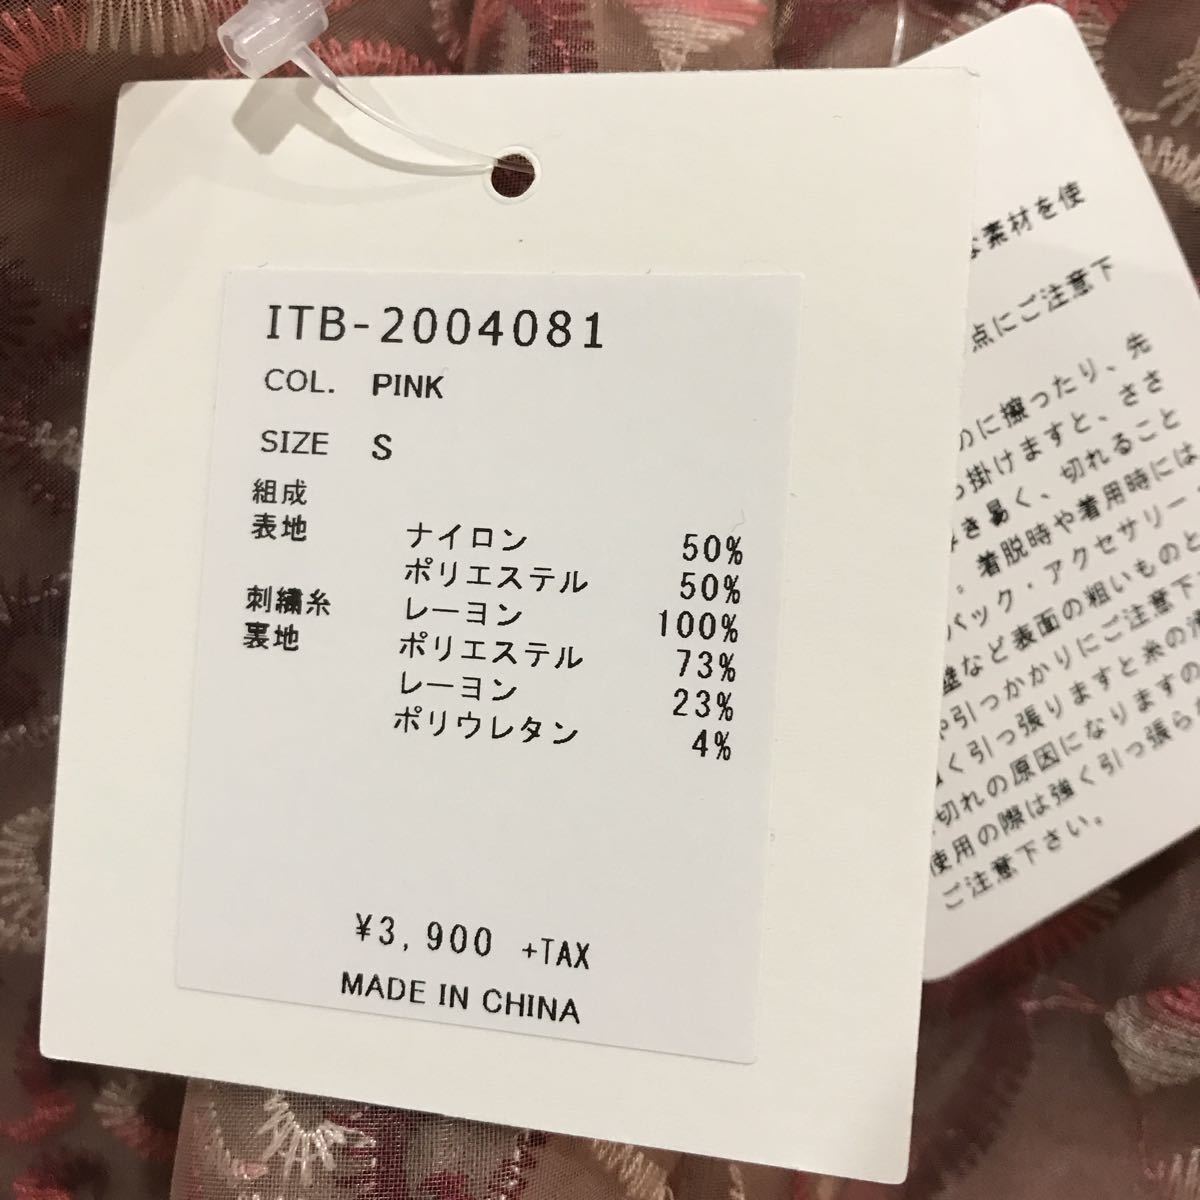 ITB-2004081
COL. PINK
SIZE S
組成
表地 ナイロン 50%
ポリエステル 50%
刺繍糸 レーヨン 100%
裏地 ポリエステル 73%
レーヨン 23%
ポリウレタン 4%
¥3,900 +TAX
MADE IN CHINA
な素材を使
点にご注意下
のに擦ったり、先
っ掛けますと、ささ
き易く、切れること
。着脱時や着用時には
バック・アクセサリー・
壁など表面の粗いものと
や引っかかりにご注意下
く引っ張りますと糸の滑
切れの原因になりますの
使用の際は強く引っ張ら
ご注意下さい。